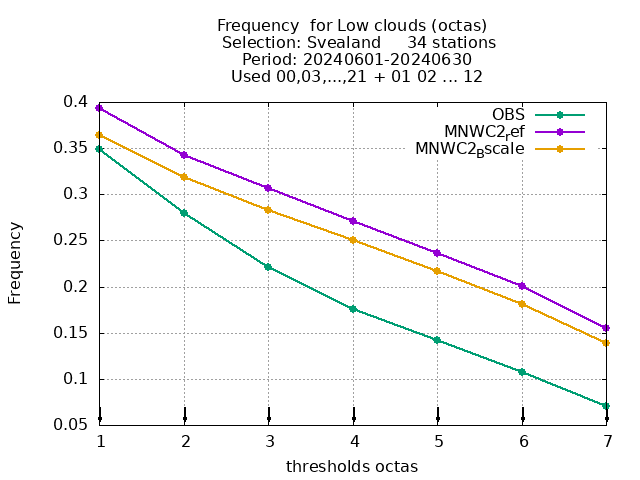 Frequency  for Low clouds (octas)
Selection: Svealand     34 stations
Period: 20240601-20240630
Used 00,03,...,21 + 01 02 ... 12
OBS
MNWC2ref
MNWC2Bscale
0.4
0.35
0.3
0.25
0.2
0.15
0.1
0.05
Frequency
1 2 3 4 5 6 7
thresholds octas